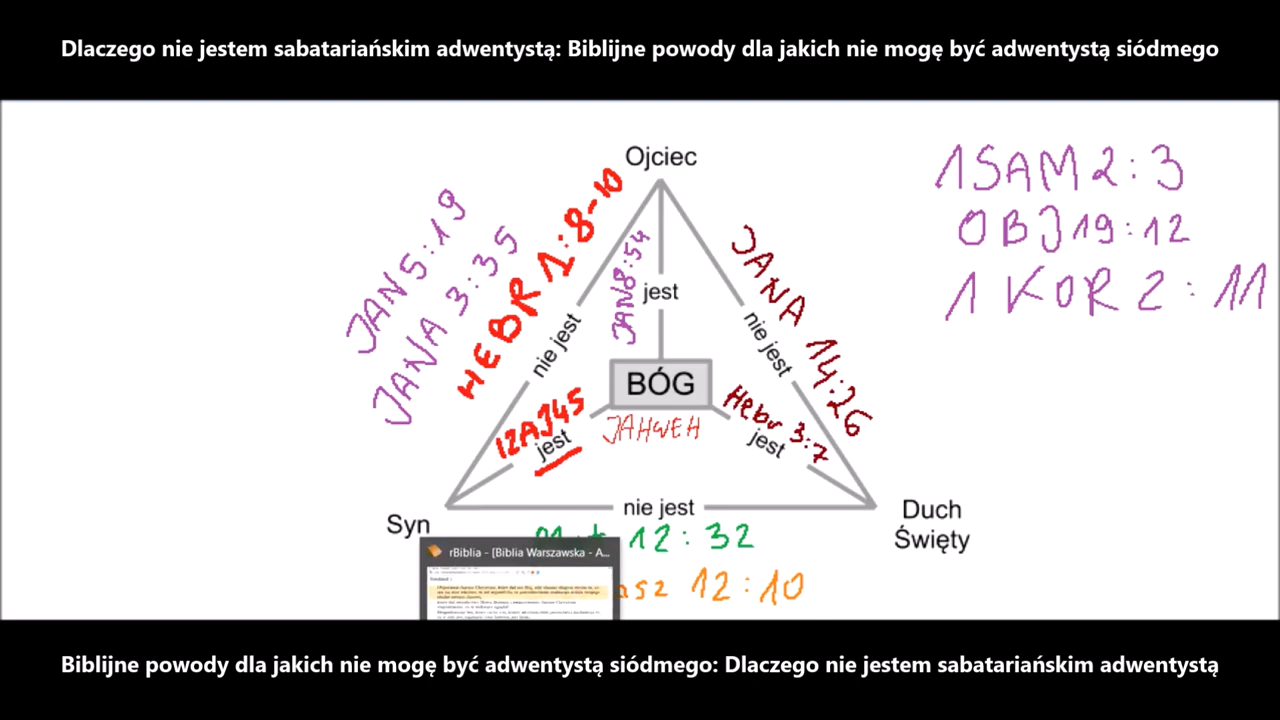 Dlaczego nie jestem sabatariańskim adwentystą: Biblijne powody dla jakich nie mogę być adwentystą siódmego
Ojciec
1SAM 2:3
OBJ 19:12
1 KOR 2:11
JAN 5:19
JANA 3:35
HEBR 1:8-10
nie jest
JAN 8:54
jest
JANA 14:26
nie jest
BÓG
JAHWEH
IZAJ45
jest
Hebr 3:7
jest
Syn
nie jest
Duch
Święty
12:32
12:10
rBiblia - [Biblia Warszawska - A...
Biblijne powody dla jakich nie mogę być adwentystą siódmego: Dlaczego nie jestem sabatariańskim adwentystą